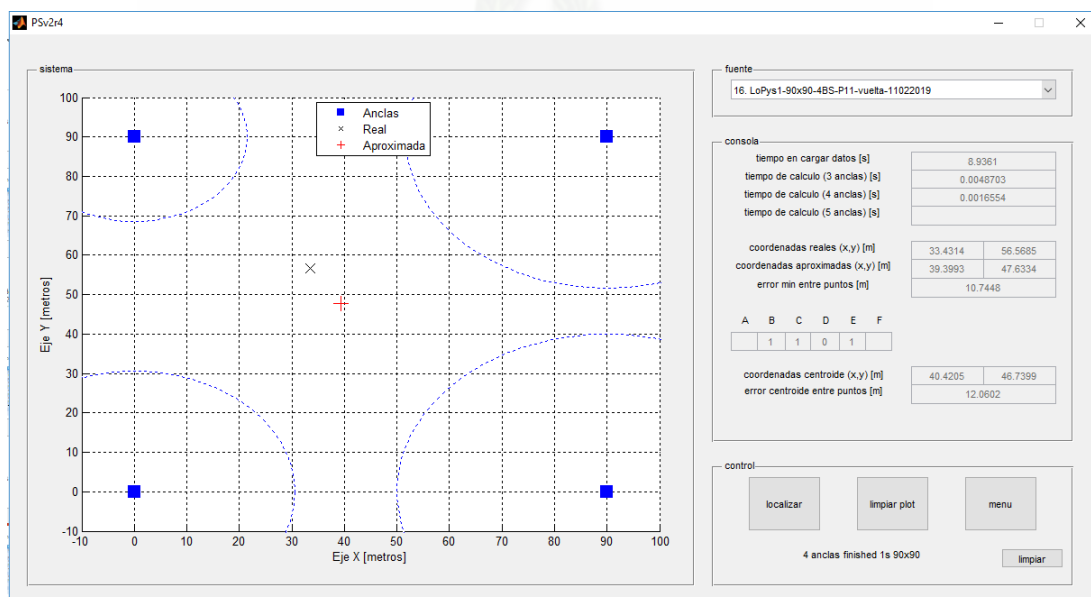 PSv2r4
sistema
Anclas
Real
Aproximada
100
90
80
70
60
50
40
30
20
10
0
-10
Eje Y [metros]
-10 0 10 20 30 40 50 60 70 80 90 100
Eje X [metros]
fuente
16. LoPys1-90x90-4BS-P11-vuelta-11022019
consola
tiempo en cargar datos [s] 8.9361
tiempo de calculo (3 anclas) [s] 0.0048703
tiempo de calculo (4 anclas) [s] 0.0016554
tiempo de calculo (5 anclas) [s]
coordenadas reales (x,y) [m] 33.4314 56.5685
coordenadas aproximadas (x,y) [m] 39.3993 47.6334
error min entre puntos [m] 10.7448
A B C D E F
1 1 0 1
coordenadas centroide (x,y) [m] 40.4205 46.7399
error centroide entre puntos [m] 12.0602
control
localizar limpiar plot menu
4 anclas finished 1s 90x90
limpiar